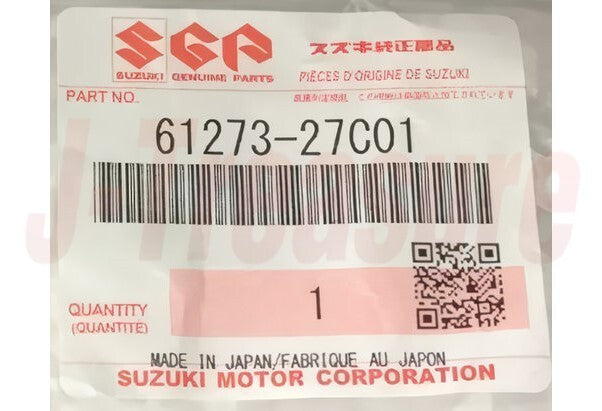 SGP スズキ純正部品
SUZUKI GENUINE PARTS
PIÈCES D'ORIGINE DE SUZUKI
PART NO.
61273-27C01
J-Treasure
QUANTITY 1
(QUANTITE)
MADE IN JAPAN/FABRIQUE AU JAPON
SUZUKI MOTOR CORPORATION